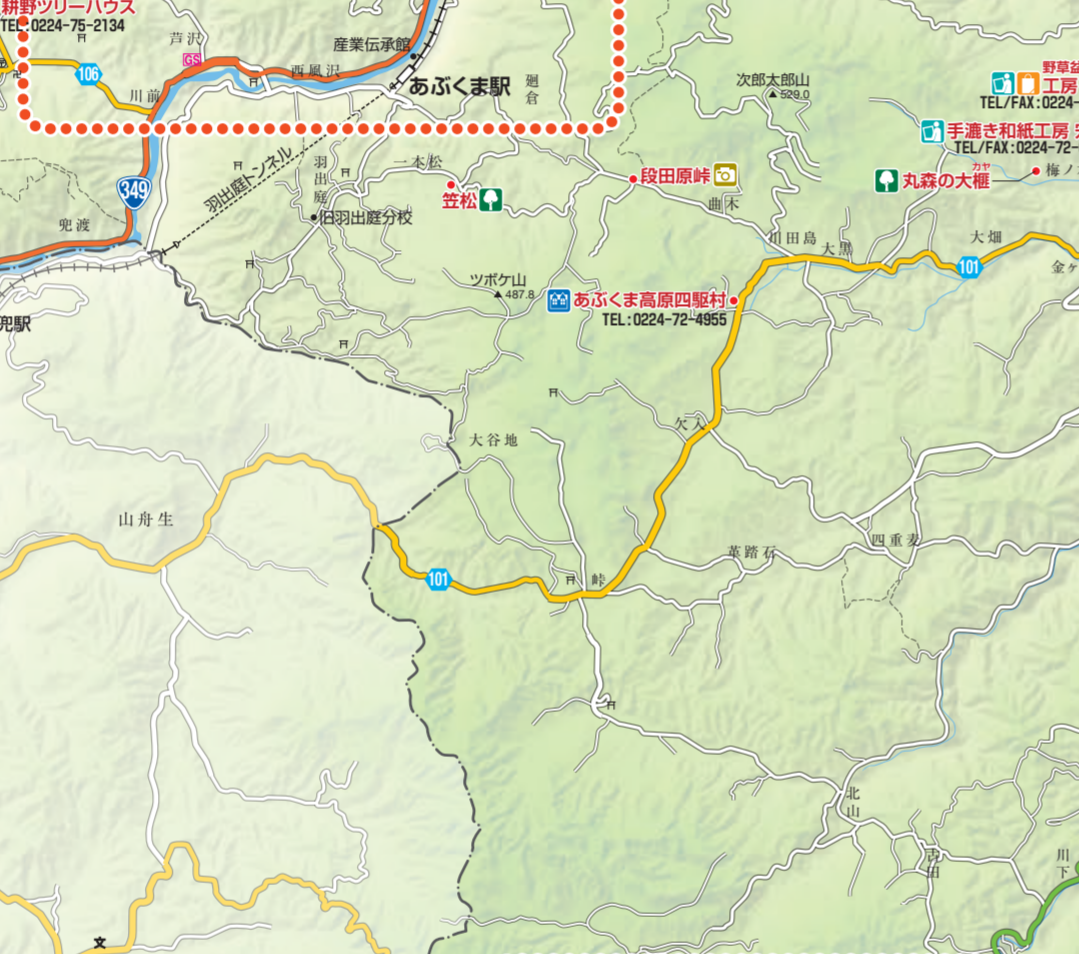 耕野ツリーハウス
TEL:0224-75-2134
芦沢
GS
産業伝承館
西風沢
あぶくま駅
廻倉
106
川前
次郎太郎山
▲529.0
野草盆
工房
TEL/FAX:0224-
手漉き和紙工房
TEL/FAX:0224-72-
カヤ
丸森の大榧
梅ノ
349
羽出庭トンネル
羽出庭
一本松
笠松
段田原峠
曲木
旧羽出庭分校
兜渡
川田島
大黒
大畑
101
金ヶ
ツボケ山
▲487.8
あぶくま高原四駆村
TEL:0224-72-4955
兜駅
欠入
大谷地
山舟生
四重麦
革踏石
101
峠
北山
古田
川下
文